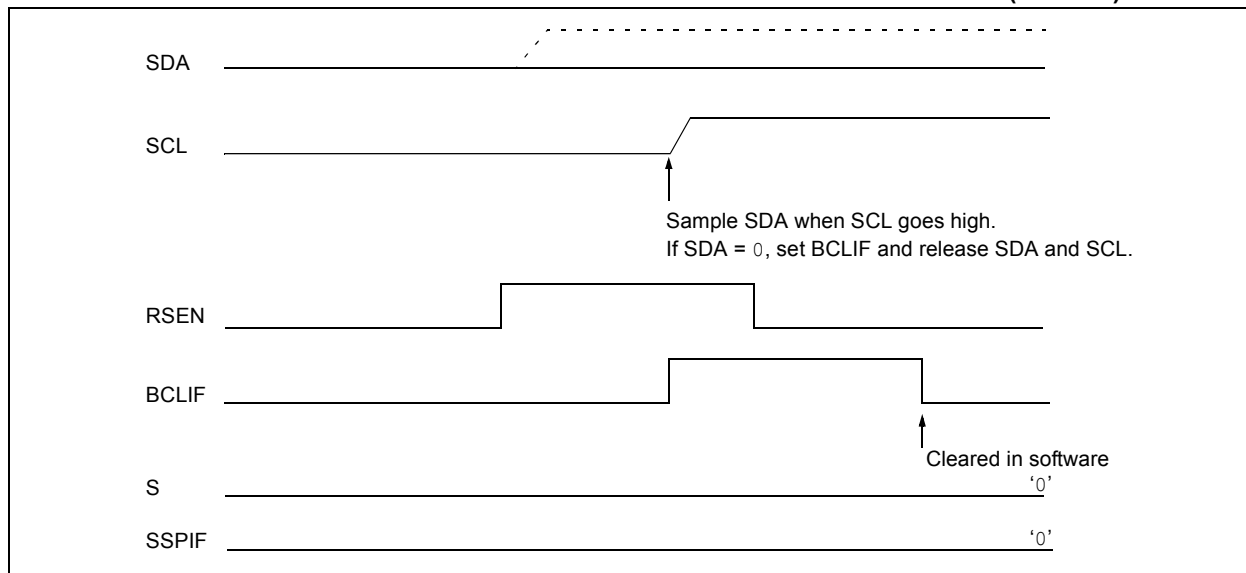 SDA
SCL
Sample SDA when SCL goes high.
If SDA = 0, set BCLIF and release SDA and SCL.
RSEN
BCLIF
Cleared in software
S
‘0’
SSPIF
‘0’